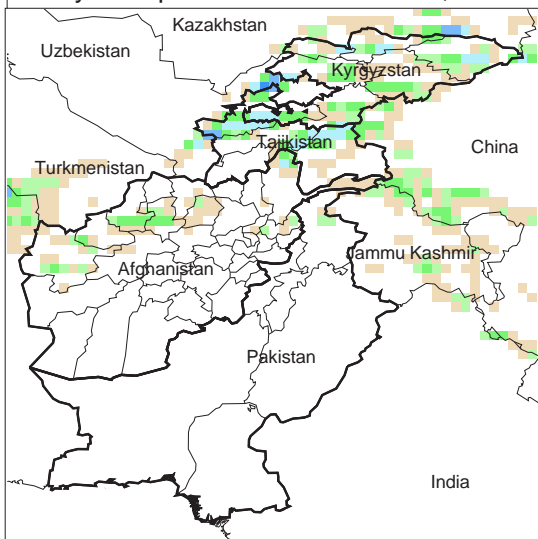 Kazakhstan
Uzbekistan
Kyrgyzstan
Tajikistan
China
Turkmenistan
Jammu Kashmir
Afghanistan
Pakistan
India